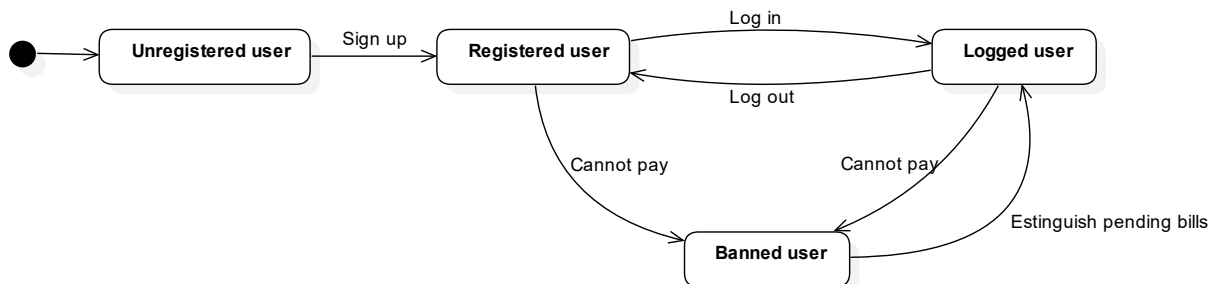 Log in
Sign up
Unregistered user
Registered user
Logged user
Log out
Cannot pay
Cannot pay
Estinguish pending bills
Banned user